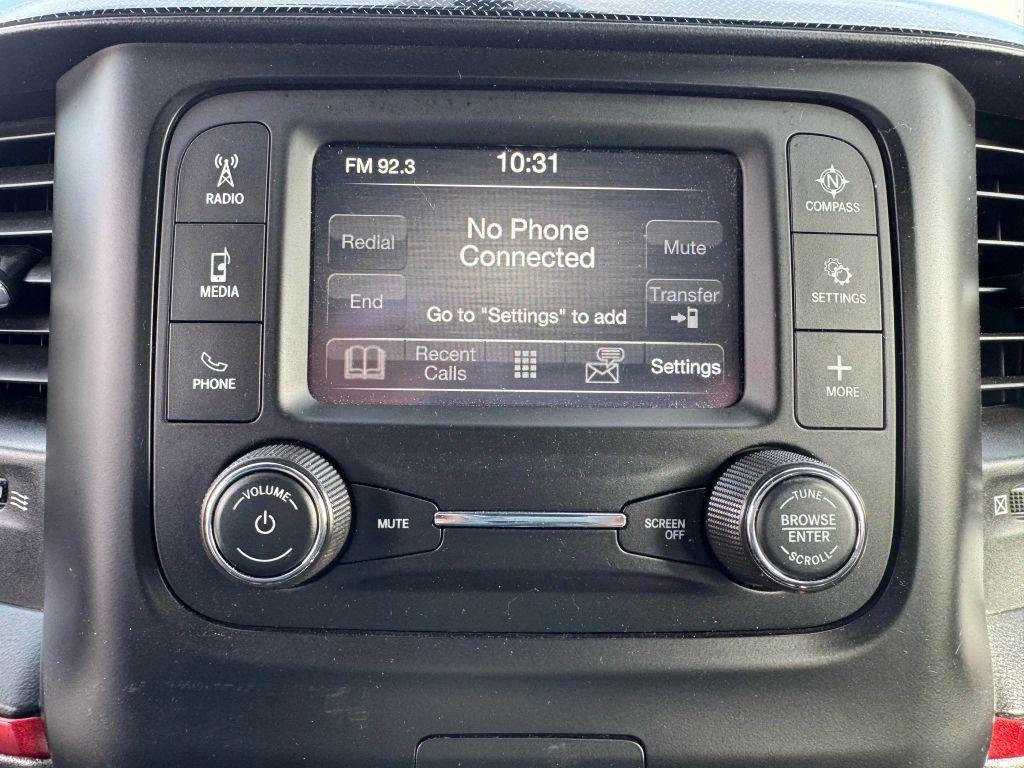 FM 92.3
10:31
RADIO
MEDIA
PHONE
No Phone
Connected
Redial
End
Mute
Transfer
Go to "Settings" to add
Recent
Calls
Settings
N
COMPASS
SETTINGS
MORE
VOLUME
MUTE
SCREEN
OFF
TUNE
BROWSE
ENTER
SCROLL